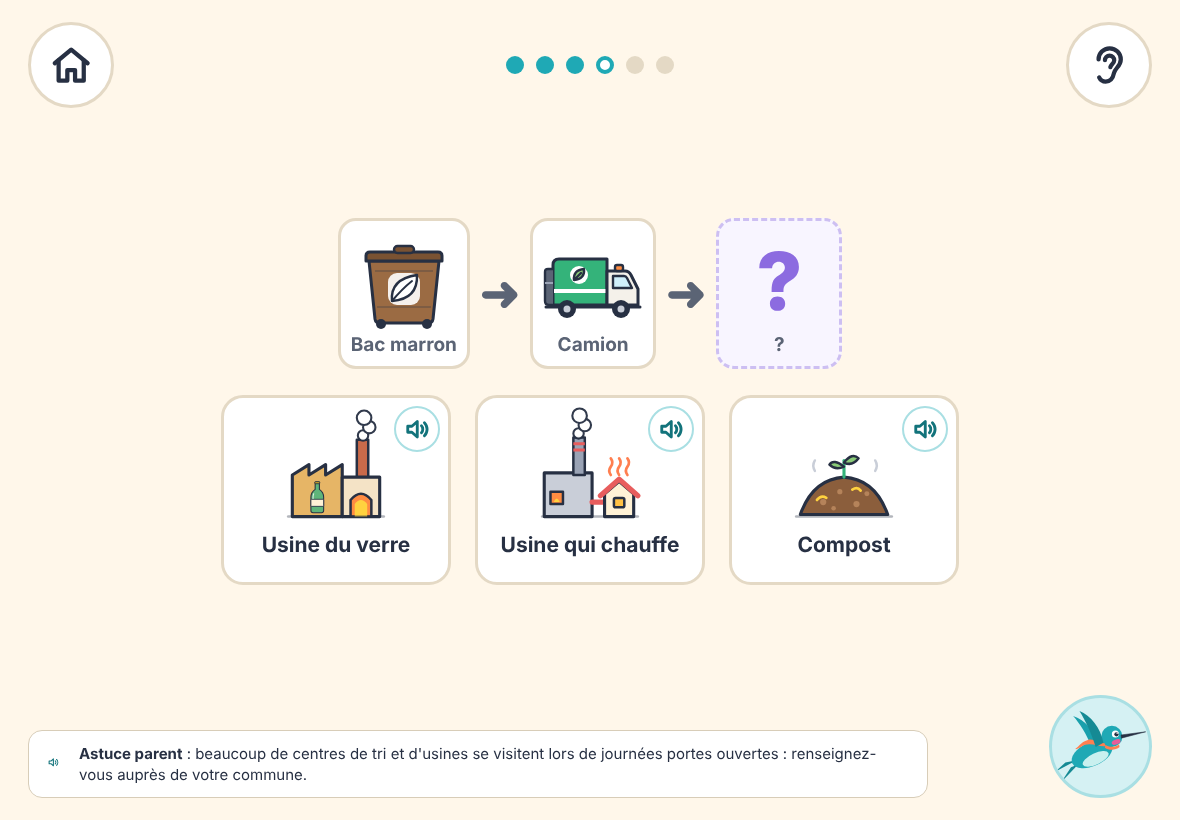 Bac marron
Camion
?
?
Usine du verre
Usine qui chauffe
Compost
Astuce parent : beaucoup de centres de tri et d'usines se visitent lors de journées portes ouvertes : renseignez-
vous auprès de votre commune.